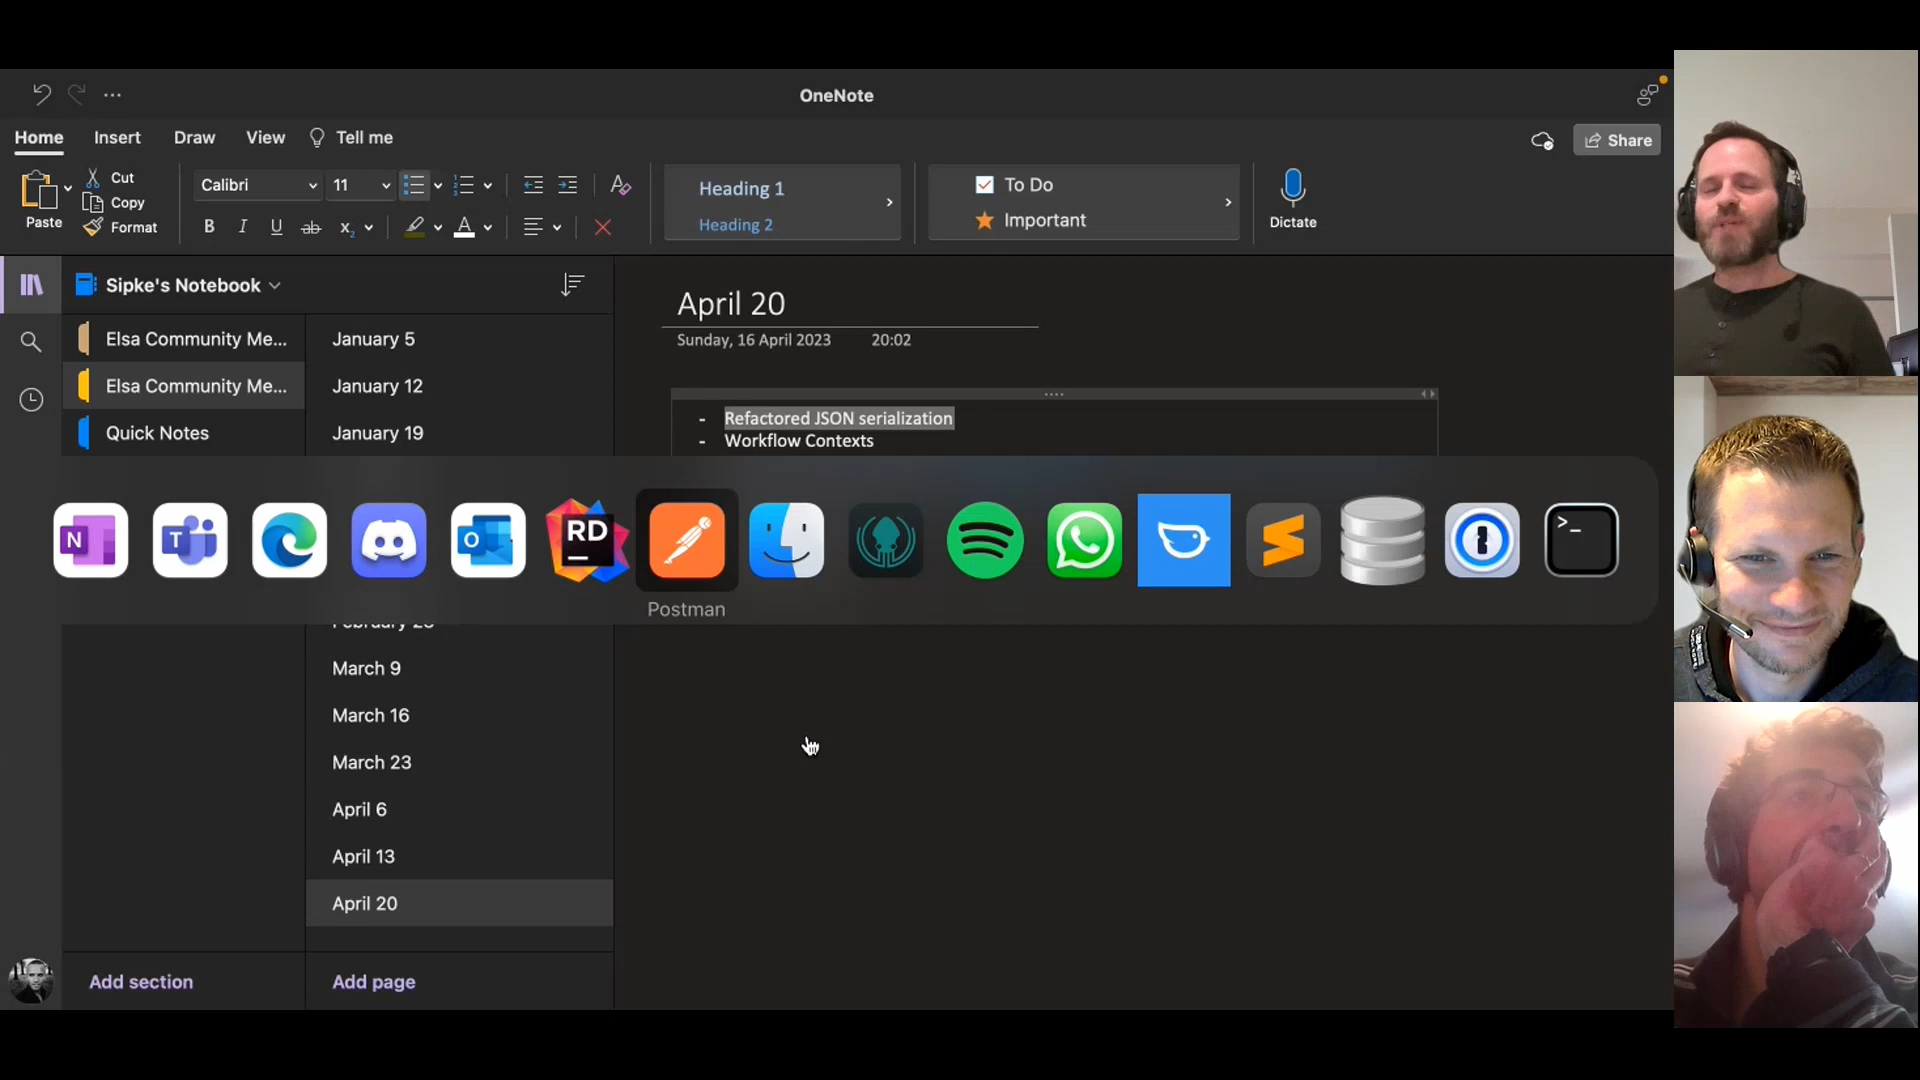 OneNote
Home Insert Draw View Tell me
Share
Paste
Cut
Copy
Format
Calibri 11
B I U ab x₂ A
Heading 1
Heading 2
To Do
Important
Dictate
Sipke's Notebook
Elsa Community Me...
Elsa Community Me...
Quick Notes
January 5
January 12
January 19
April 20
Sunday, 16 April 2023 20:02
- Refactored JSON serialization
- Workflow Contexts
N T O RD >_
Postman
March 9
March 16
March 23
April 6
April 13
April 20
Add section
Add page